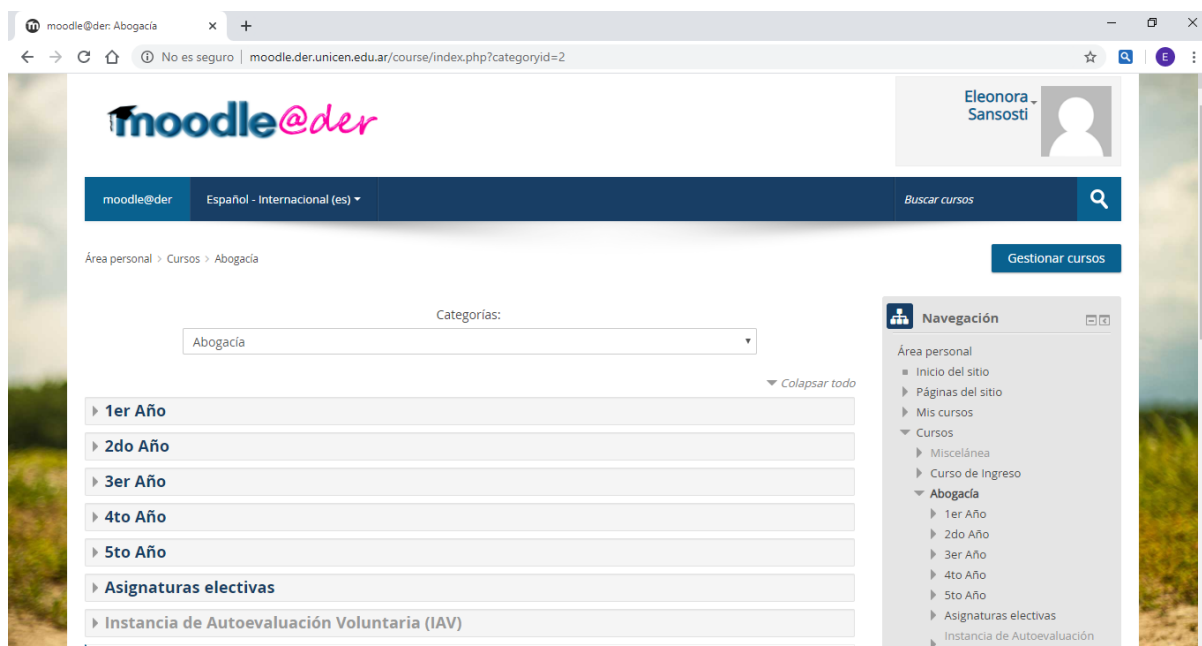 moodle@der: Abogacía
No es seguro | moodle.der.unicen.edu.ar/course/index.php?categoryid=2
E
moodle@der
Eleonora
Sansosti
moodle@der
Español - Internacional (es)
Buscar cursos
Área personal > Cursos > Abogacía
Gestionar cursos
Categorías:
Abogacía
Colapsar todo
1er Año
2do Año
3er Año
4to Año
5to Año
Asignaturas electivas
Instancia de Autoevaluación Voluntaria (IAV)
Navegación
Área personal
Inicio del sitio
Páginas del sitio
Mis cursos
Cursos
Miscelánea
Curso de Ingreso
Abogacía
1er Año
2do Año
3er Año
4to Año
5to Año
Asignaturas electivas
Instancia de Autoevaluación